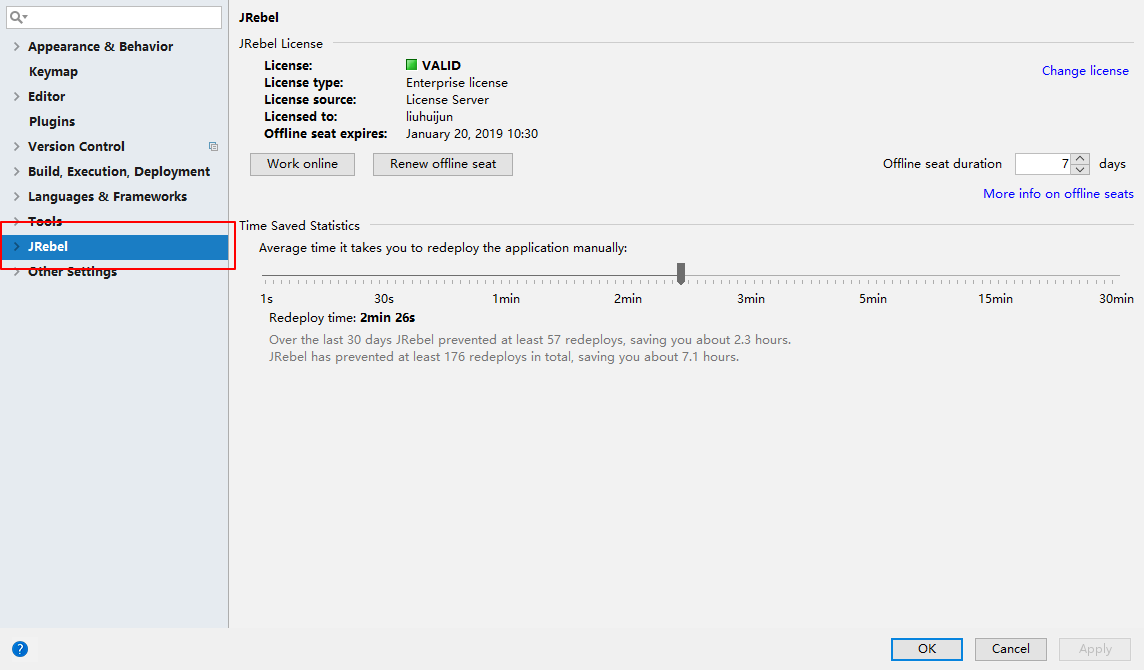 Appearance & Behavior
Keymap
Editor
Plugins
Version Control
Build, Execution, Deployment
Languages & Frameworks
Tools
JRebel
Other Settings
JRebel
JRebel License
License: VALID
License type: Enterprise license
License source: License Server
Licensed to: liuhuijun
Offline seat expires: January 20, 2019 10:30
Change license
Work online Renew offline seat Offline seat duration 7 days
More info on offline seats
Time Saved Statistics
Average time it takes you to redeploy the application manually:
1s 30s 1min 2min 3min 5min 15min 30min
Redeploy time: 2min 26s
Over the last 30 days JRebel prevented at least 57 redeploys, saving you about 2.3 hours.
JRebel has prevented at least 176 redeploys in total, saving you about 7.1 hours.
? OK Cancel Apply